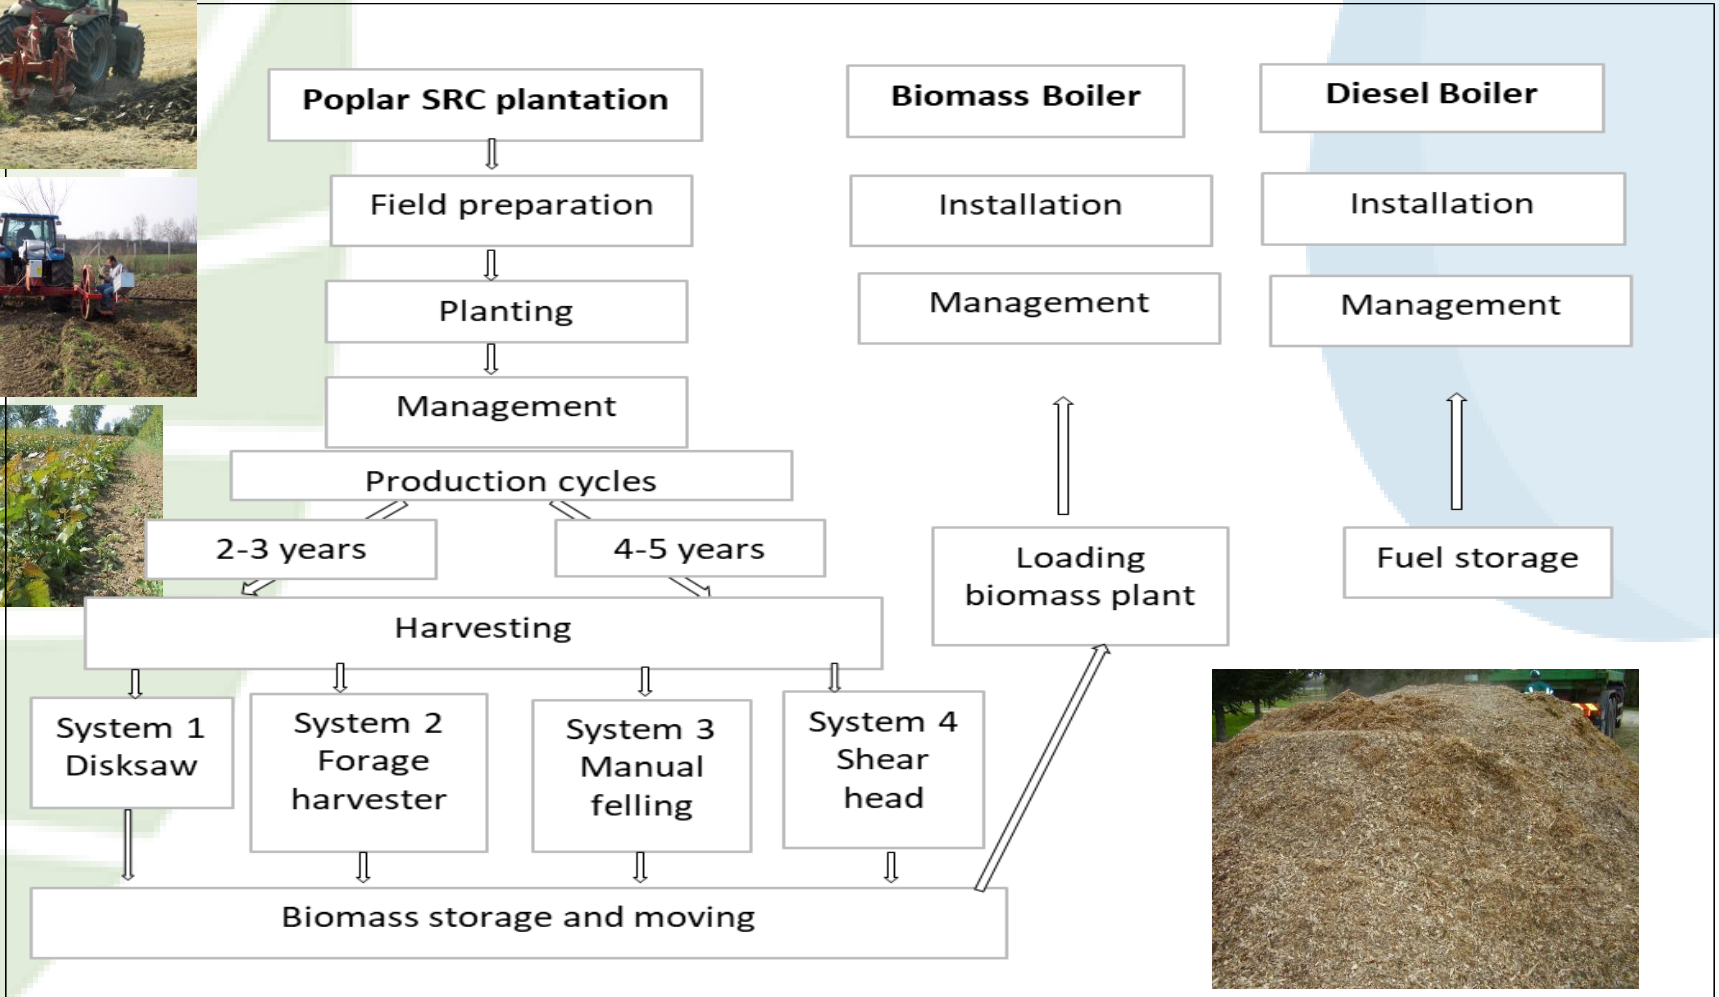 Poplar SRC plantation
Field preparation
Planting
Management
Production cycles
2-3 years
4-5 years
Harvesting
System 1
Disksaw
System 2
Forage
harvester
System 3
Manual
felling
System 4
Shear
head
Biomass storage and moving
Biomass Boiler
Installation
Management
Loading
biomass plant
Diesel Boiler
Installation
Management
Fuel storage